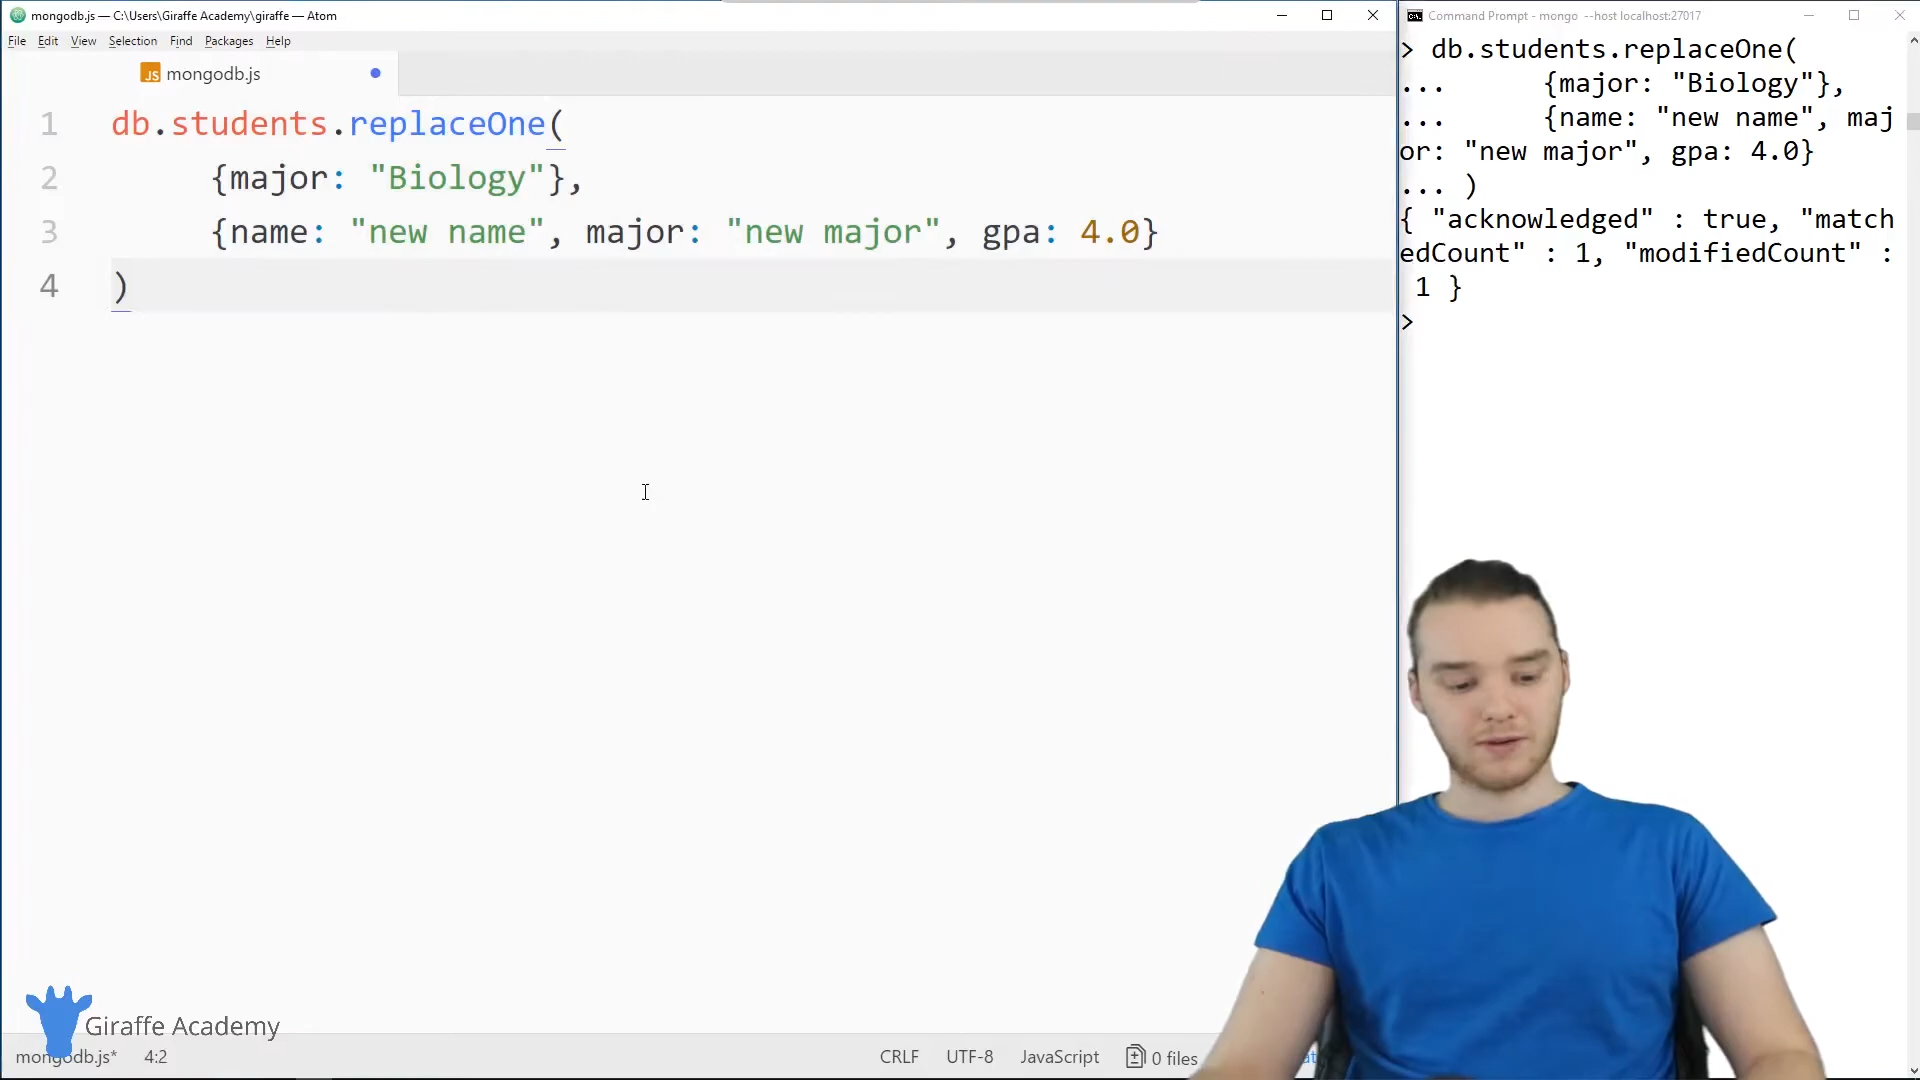 mongodb.js — C:\Users\Giraffe Academy\giraffe — Atom
File Edit View Selection Find Packages Help
mongodb.js
1 db.students.replaceOne(
2 {major: "Biology"},
3 {name: "new name", major: "new major", gpa: 4.0}
4 )
Giraffe Academy
mongodb.js* 4:2 CRLF UTF-8 JavaScript 0 files
Command Prompt - mongo --host localhost:27017
> db.students.replaceOne(
... {major: "Biology"},
... {name: "new name", maj
or: "new major", gpa: 4.0}
... )
{ "acknowledged" : true, "match
edCount" : 1, "modifiedCount" :
1 }
>